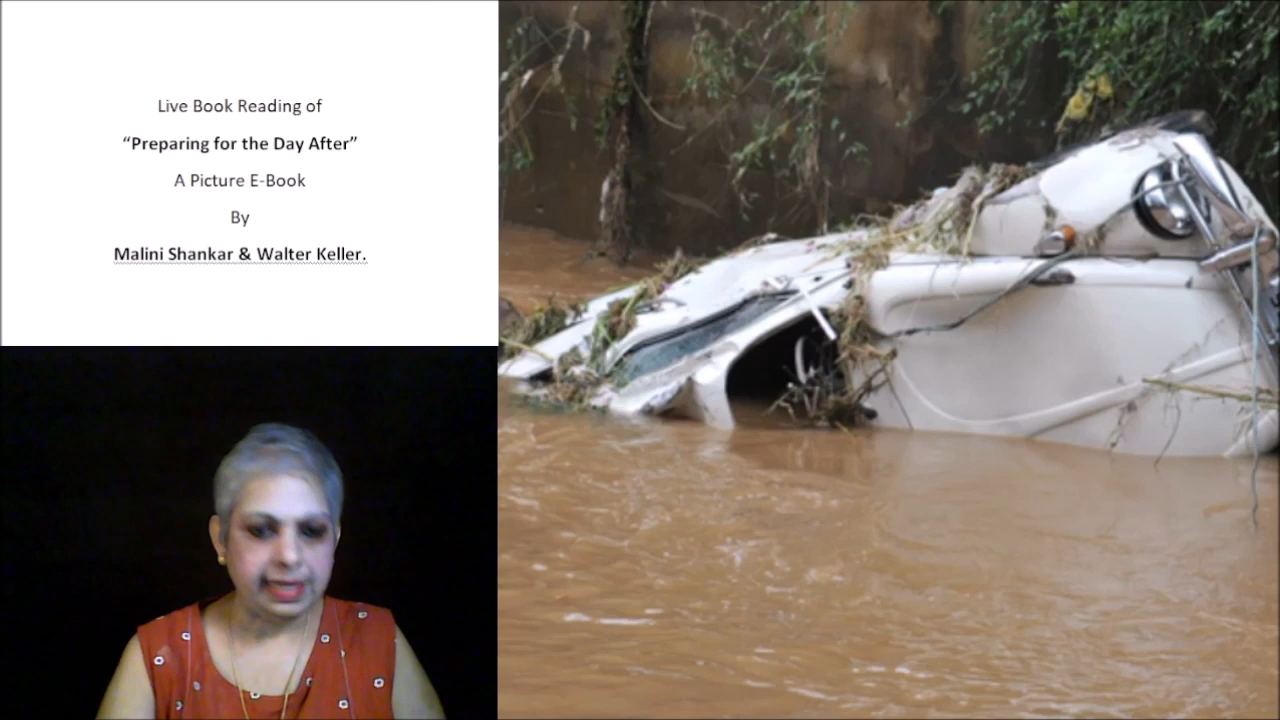 Live Book Reading of
“Preparing for the Day After”
A Picture E-Book
By
Malini Shankar & Walter Keller.